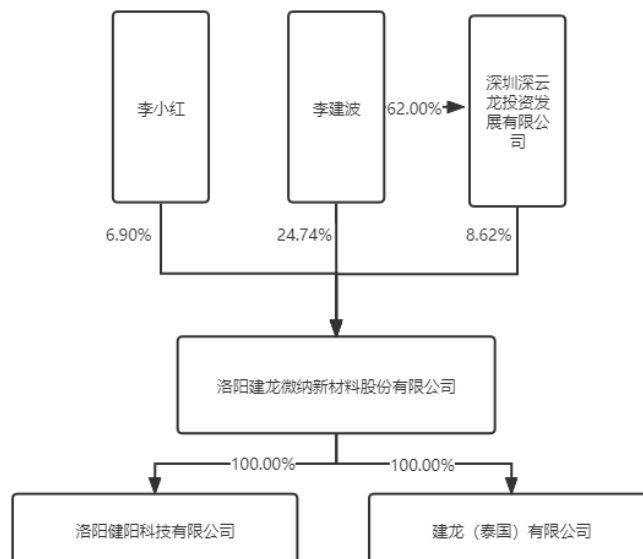 李小红
李建波
62.00%
深圳深云
龙投资发
展有限公
司
6.90%
24.74%
8.62%
洛阳建龙微纳新材料股份有限公司
100.00%
100.00%
洛阳健阳科技有限公司
建龙（泰国）有限公司